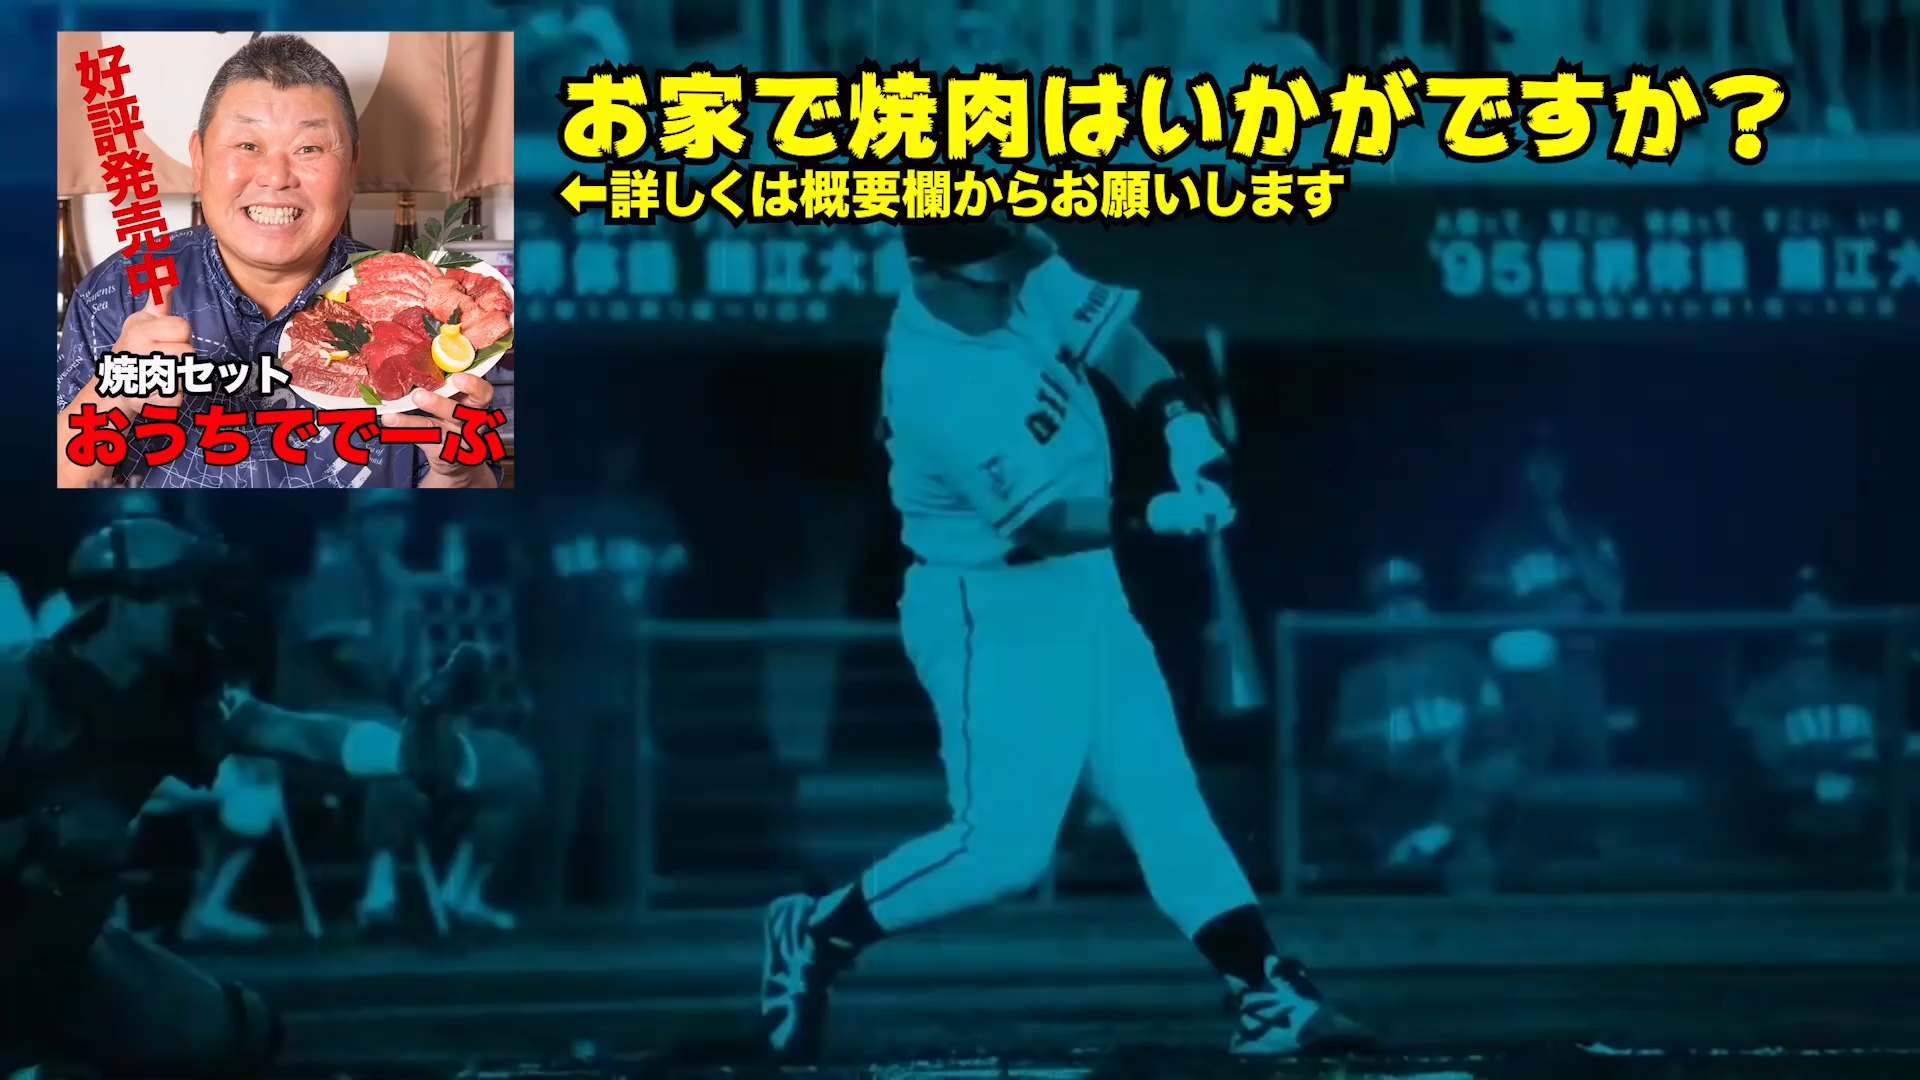 好評発売中
焼肉セット
おうちででーぶ
お家で焼肉はいかがですか？
←詳しくは概要欄からお願いします
'95世界体操 鯖江大